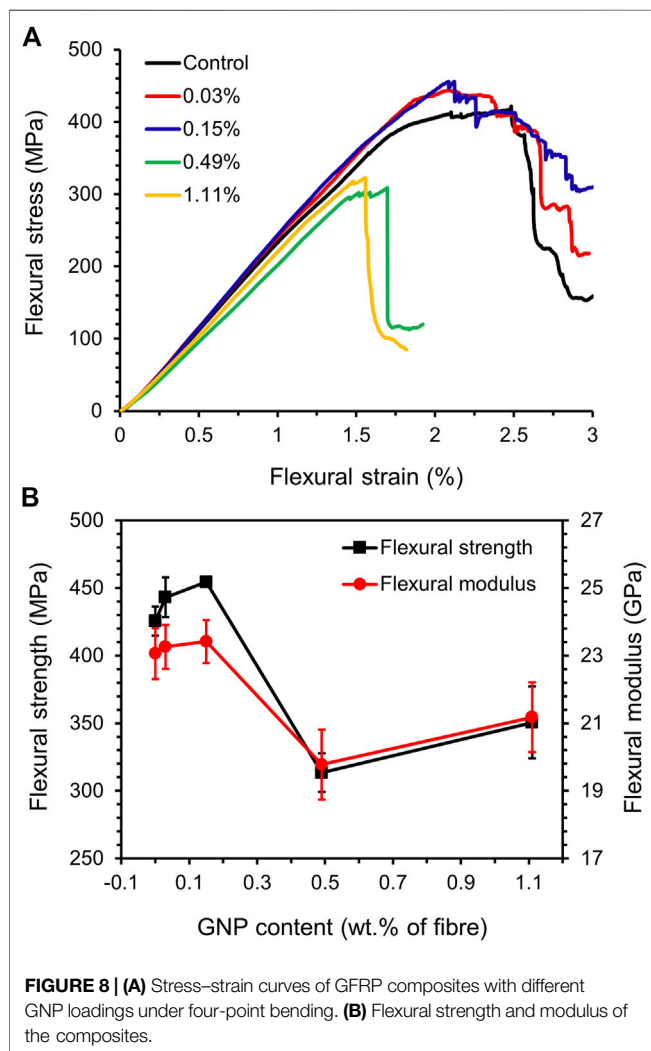 A
500
400
300
200
100
0
Flexural stress (MPa)
Control
0.03%
0.15%
0.49%
1.11%
0 0.5 1 1.5 2 2.5 3
Flexural strain (%)
B
500
450
400
350
300
250
Flexural strength (MPa)
Flexural strength
Flexural modulus
27
25
23
21
19
17
Flexural modulus (GPa)
-0.1 0.1 0.3 0.5 0.7 0.9 1.1
GNP content (wt.% of fibre)
FIGURE 8 | (A) Stress–strain curves of GFRP composites with different
GNP loadings under four-point bending. (B) Flexural strength and modulus of
the composites.